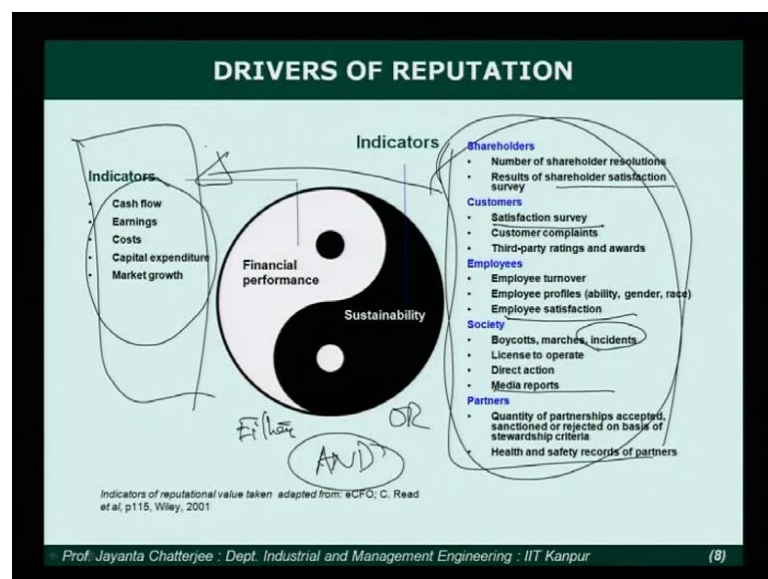 DRIVERS OF REPUTATION
Indicators
Cash flow
Earnings
Costs
Capital expenditure
Market growth
Financial
performance
Indicators
Sustainability
Shareholders
• Number of shareholder resolutions
• Results of shareholder satisfaction
survey
Customers
• Satisfaction survey
• Customer complaints
• Third-party ratings and awards
Employees
• Employee turnover
• Employee profiles (ability, gender, race)
• Employee satisfaction
Society
• Boycotts, marches, incidents
• License to operate
• Direct action
• Media reports
Partners
• Quantity of partnerships accepted,
sanctioned or rejected on basis of
stewardship criteria
• Health and safety records of partners
OR
AND
Indicators of reputational value taken adapted from: eCFO; C. Read
et al, p115, Wiley, 2001
Prof. Jayanta Chatterjee : Dept. Industrial and Management Engineering : IIT Kanpur (8)